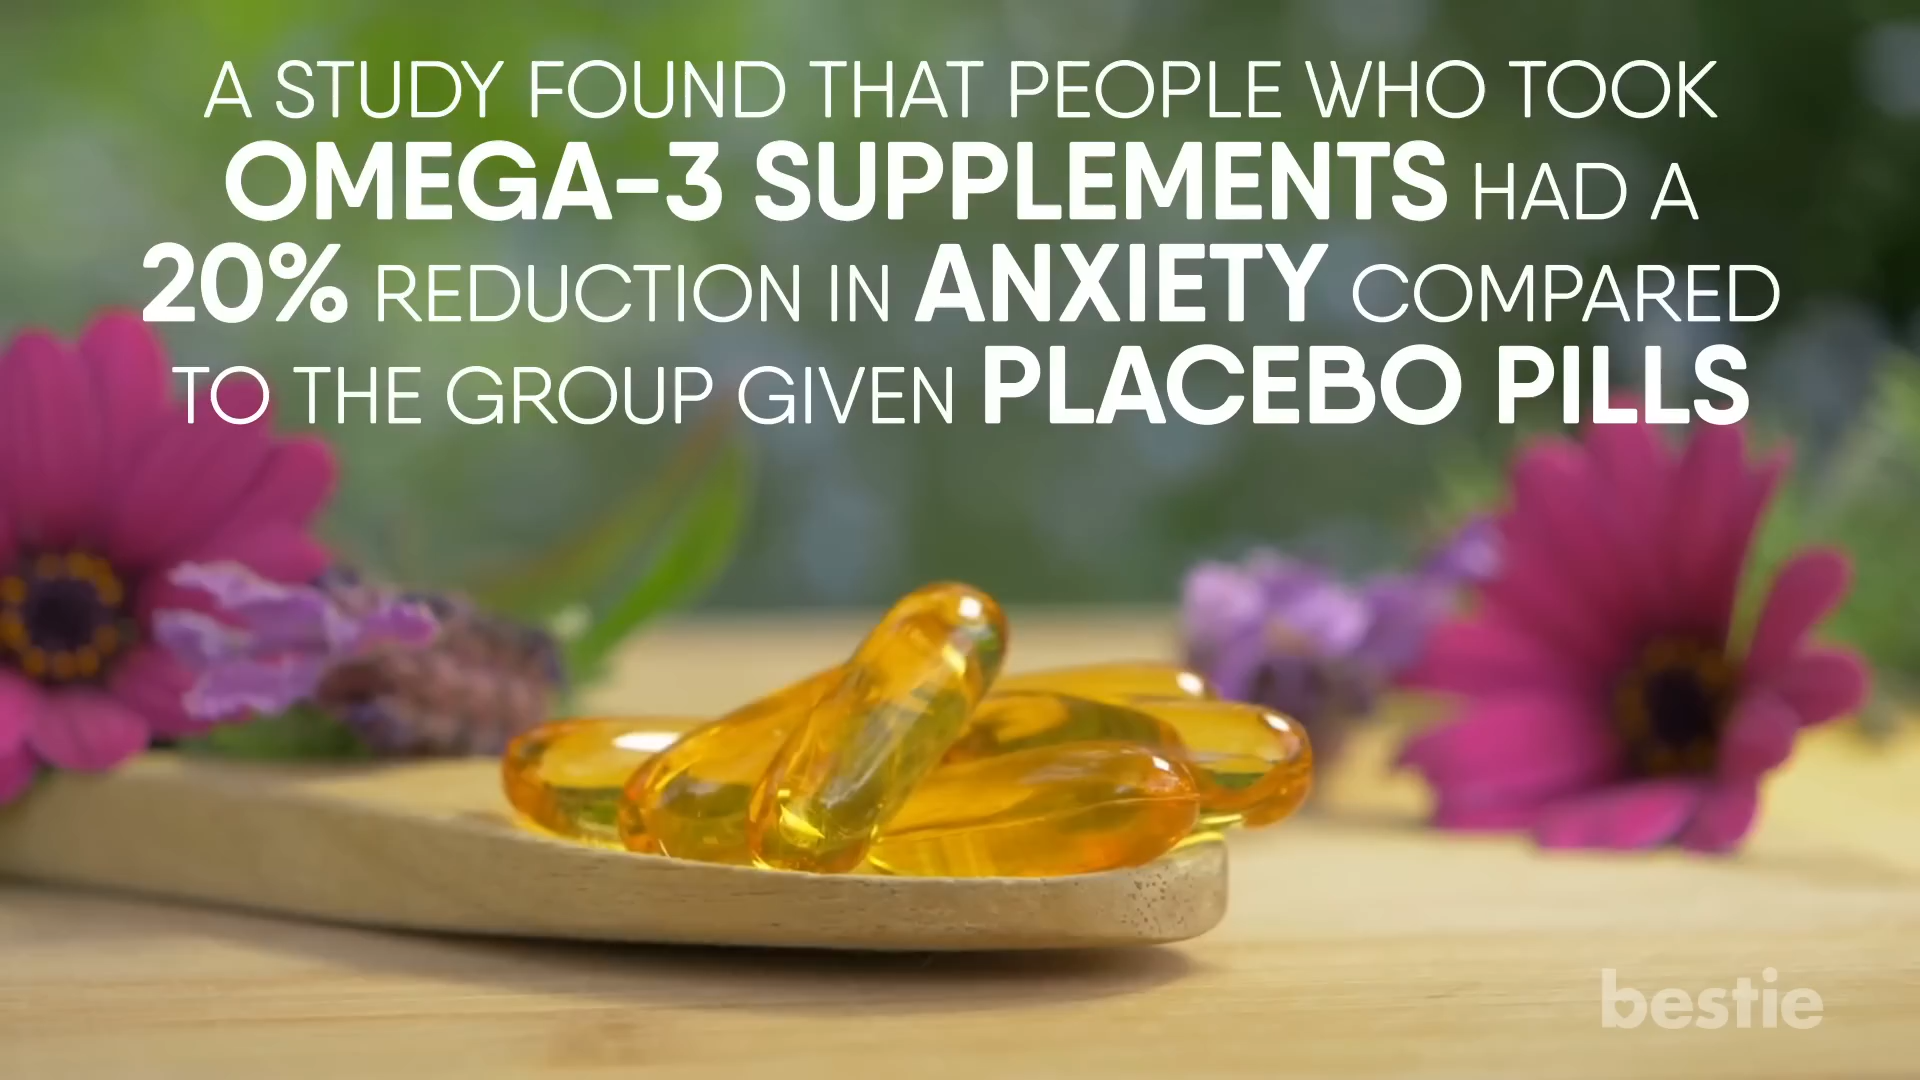 A STUDY FOUND THAT PEOPLE WHO TOOK
OMEGA-3 SUPPLEMENTS HAD A
20% REDUCTION IN ANXIETY COMPARED
TO THE GROUP GIVEN PLACEBO PILLS
bestie